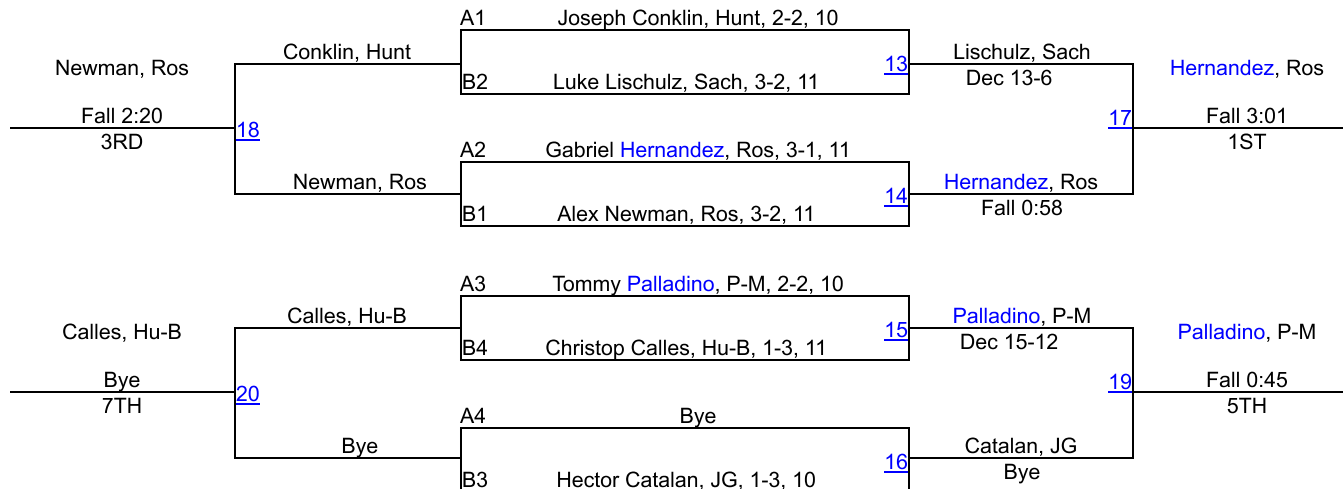 A1 Joseph Conklin, Hunt, 2-2, 10
Conklin, Hunt
Lischulz, Sach
Newman, Ros
13
Hernandez, Ros
B2 Luke Lischulz, Sach, 3-2, 11
Dec 13-6
Fall 2:20
18
17
Fall 3:01
3RD
1ST
A2 Gabriel Hernandez, Ros, 3-1, 11
Newman, Ros
14
Hernandez, Ros
B1 Alex Newman, Ros, 3-2, 11
Fall 0:58
A3 Tommy Palladino, P-M, 2-2, 10
Calles, Hu-B
Palladino, P-M
Calles, Hu-B
15
Palladino, P-M
B4 Christop Calles, Hu-B, 1-3, 11
Dec 15-12
Bye
20
19
Fall 0:45
7TH
5TH
A4 Bye
Bye
16
Catalan, JG
B3 Hector Catalan, JG, 1-3, 10
Bye